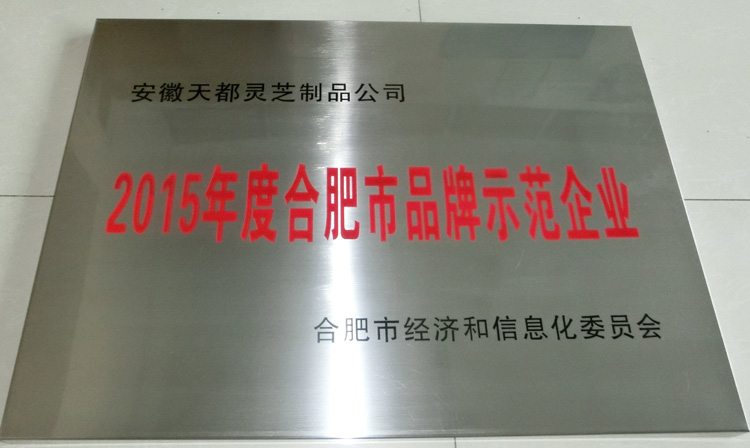 安徽天都灵芝制品公司
2015年度合肥市品牌示范企业
合肥市经济和信息化委员会